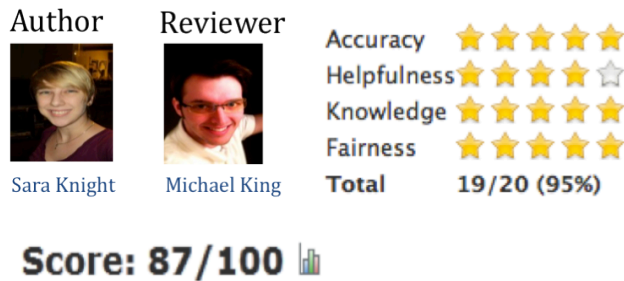 Author Reviewer
Sara Knight Michael King
Accuracy
Helpfulness
Knowledge
Fairness
Total 19/20 (95%)
Score: 87/100